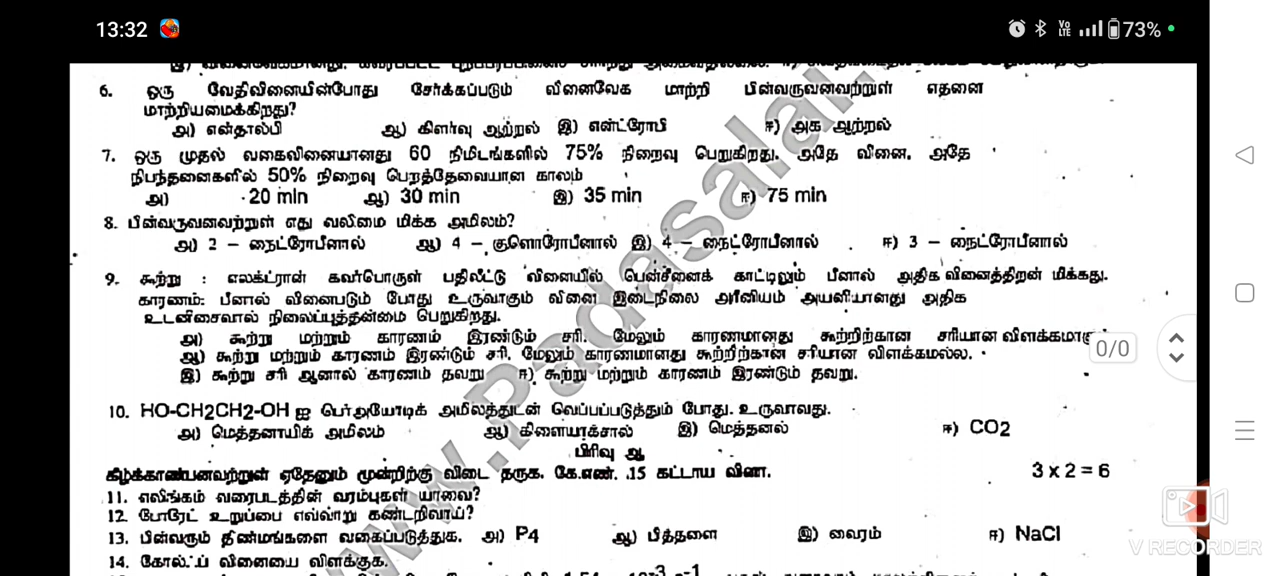 13:32
73%
6. ஒரு வேதிவினையின்போது சேர்க்கப்படும் வினைவேக மாற்றி பின்வருவனவற்றுள் எதனை
மாற்றியமைக்கிறது?
அ) என்தால்பி ஆ) கிளர்வு ஆற்றல் இ) என்ட்ரோபி ஈ) அக ஆற்றல்
7. ஒரு முதல் வகைவினையானது 60 நிமிடங்களில் 75% நிறைவு பெறுகிறது. அதே வினை. அதே
நிபந்தனைகளில் 50% நிறைவு பெறத்தேவையான காலம்
அ) 20 min ஆ) 30 min இ) 35 min ஈ) 75 min
8. பின்வருவனவற்றுள் எது வலிமை மிக்க அமிலம்?
அ) 2 – நைட்ரோபீனால் ஆ) 4 – குளொரோபீனால் இ) 4 – நைட்ரோபீனால் ஈ) 3 – நைட்ரோபீனால்
9. கூற்று : எலக்ட்ரான் கவர்பொருள் பதிலீட்டு வினையில் பென்சீனைக் காட்டிலும் பீனால் அதிக வினைத்திறன் மிக்கது.
காரணம்: பீனால் வினைபடும் போது உருவாகும் வினை இடைநிலை அரீனியம் அயனியானது அதிக
உடனிசைவால் நிலைப்புத்தன்மை பெறுகிறது.
அ) கூற்று மற்றும் காரணம் இரண்டும் சரி. மேலும் காரணமானது கூற்றிற்கான சரியான
ஆ) கூற்று மற்றும் காரணம் இரண்டும் சரி. மேலும் காரணமானது கூற்றிற்கான சரியான விளக்கமல்ல.
0/0
இ) கூற்று சரி ஆனால் காரணம் தவறு ஈ) கூற்று மற்றும் காரணம் இரண்டும் தவறு.
10. HO-CH2CH2-OH ஐ பெர்அயோடிக் அமிலத்துடன் வெப்பப்படுத்தும் போது. உருவாவது.
அ) மெத்தனாயிக் அமிலம் ஆ) கிளையாக்சால் இ) மெத்தனல் ஈ) CO2
பிரிவு ஆ
கீழ்க்காண்பனவற்றுள் ஏதேனும் மூன்றிற்கு விடை தருக. கே.எண். 15 கட்டாய வினா. 3 x 2 = 6
11. எலிங்கம் வரைபடத்தின் வரம்புகள் யாவை?
12. போரேட் உறுப்பை எவ்வாறு கண்டறிவாய்?
13. பின்வரும் திண்மங்களை வகைப்படுத்துக. அ) P4 ஆ) பித்தளை இ) வைரம் ஈ) NaCl
14. கோல்ஃப் வினையை விளக்குக.
www.Padasalai.
V RECORDER